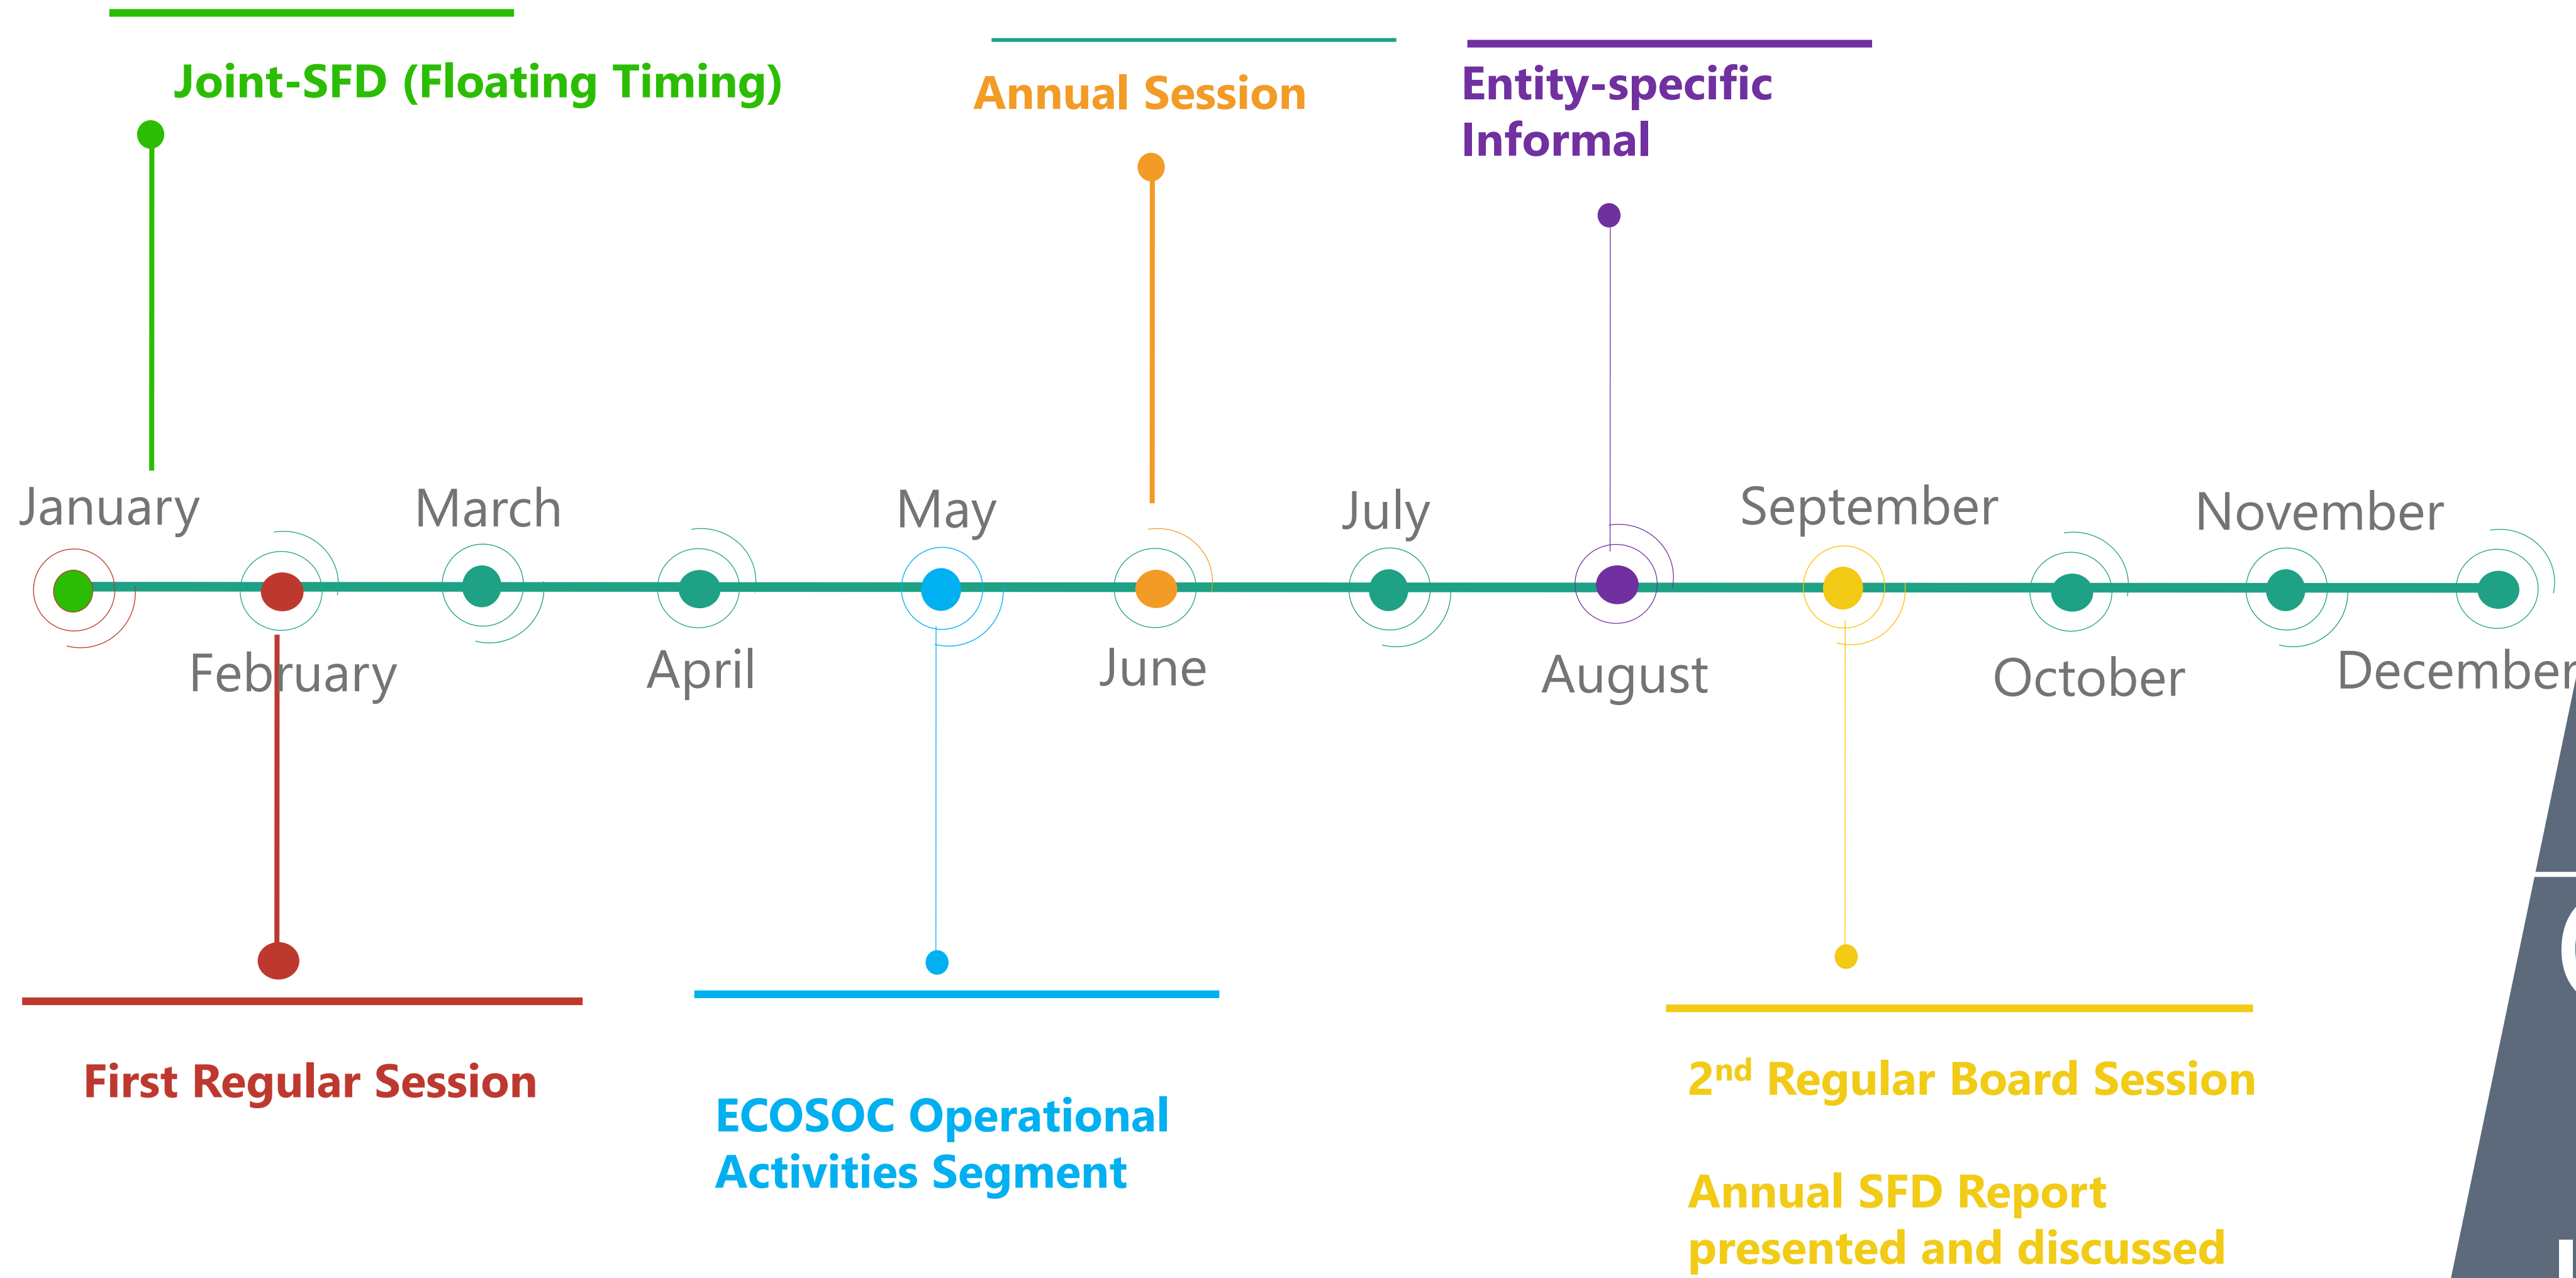 Joint-SFD (Floating Timing)
Annual Session
Entity-specific
Informal
January
March
May
July
September
November
February
April
June
August
October
December
First Regular Session
ECOSOC Operational
Activities Segment
2nd Regular Board Session
Annual SFD Report
presented and discussed